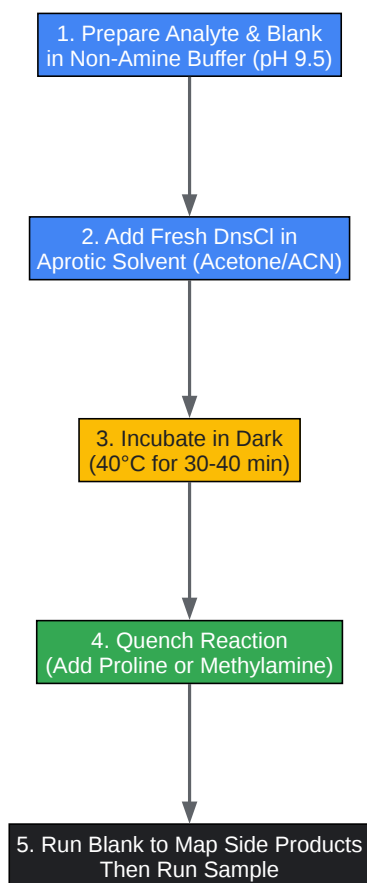 1. Prepare Analyte & Blank
in Non-Amine Buffer (pH 9.5)
2. Add Fresh DnsCl in
Aprotic Solvent (Acetone/ACN)
3. Incubate in Dark
(40°C for 30-40 min)
4. Quench Reaction
(Add Proline or Methylamine)
5. Run Blank to Map Side Products
Then Run Sample